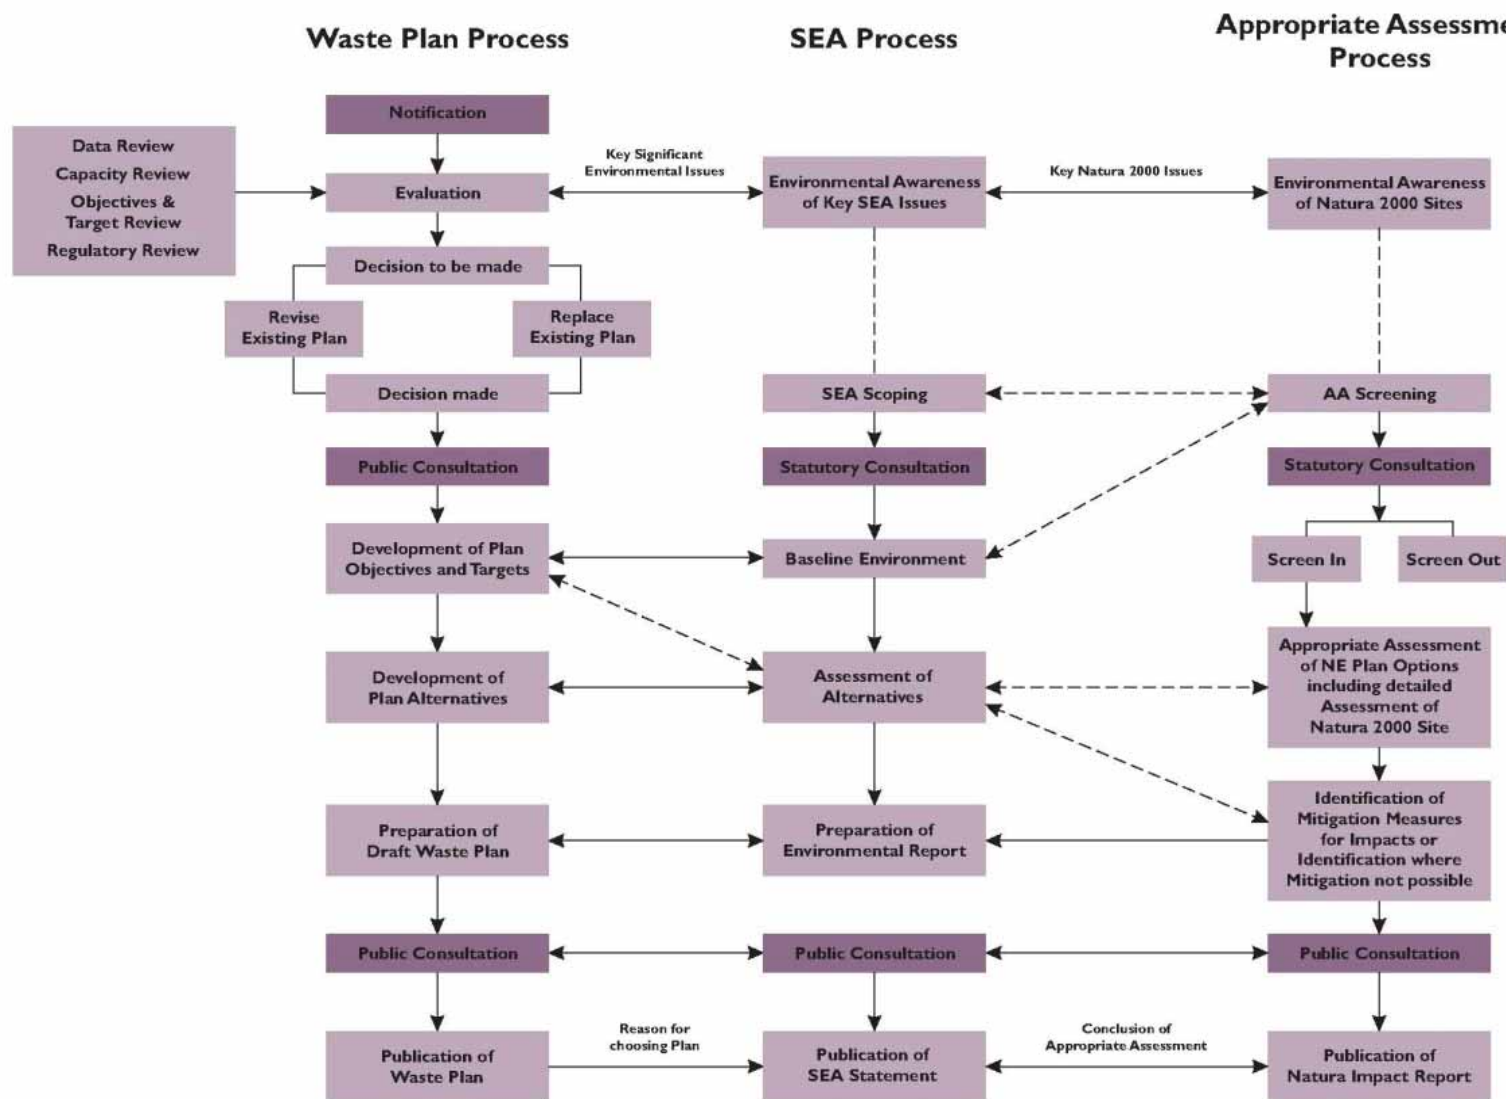 Waste Plan Process
SEA Process
Appropriate Assessm
Process
Notification
Data Review
Capacity Review
Objectives &
Target Review
Regulatory Review
Evaluation
Key Significant
Environmental Issues
Environmental Awareness
of Key SEA Issues
Key Natura 2000 Issues
Environmental Awareness
of Natura 2000 Sites
Decision to be made
Revise
Existing Plan
Replace
Existing Plan
Decision made
SEA Scoping
AA Screening
Public Consultation
Statutory Consultation
Statutory Consultation
Development of Plan
Objectives and Targets
Baseline Environment
Screen In
Screen Out
Development of
Plan Alternatives
Assessment of
Alternatives
Appropriate Assessment
of NE Plan Options
including detailed
Assessment of
Natura 2000 Site
Preparation of
Draft Waste Plan
Preparation of
Environmental Report
Identification of
Mitigation Measures
for Impacts or
Identification where
Mitigation not possible
Public Consultation
Public Consultation
Public Consultation
Publication of
Waste Plan
Reason for
choosing Plan
Publication of
SEA Statement
Conclusion of
Appropriate Assessment
Publication of
Natura Impact Report